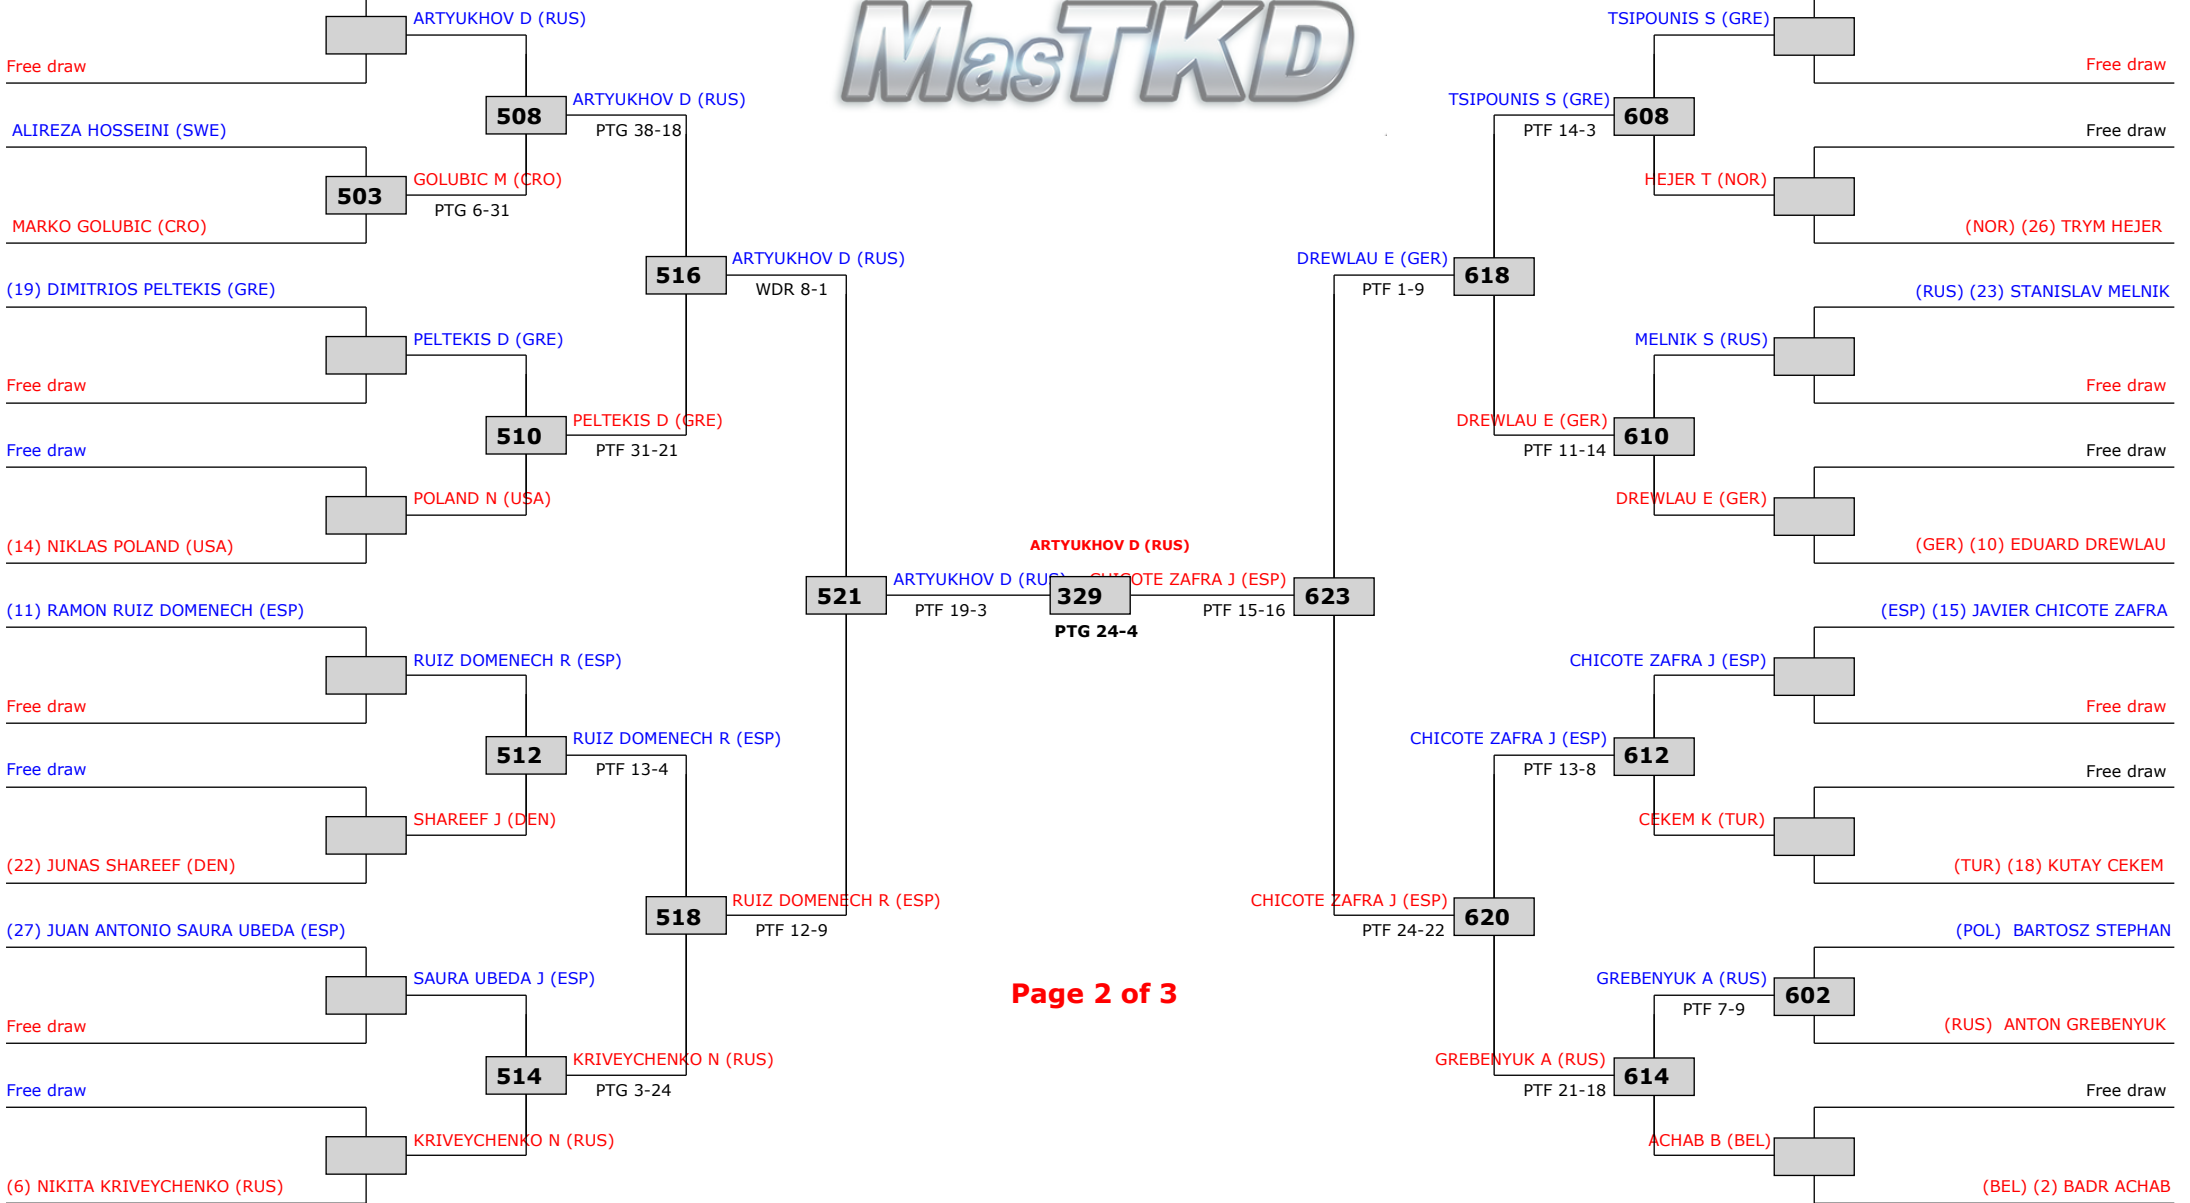 MasTKD
ARTYUKHOV D (RUS)
Free draw
508
ARTYUKHOV D (RUS)
PTG 38-18
ALIREZA HOSSEINI (SWE)
503
GOLUBIC M (CRO)
PTG 6-31
MARKO GOLUBIC (CRO)
516
ARTYUKHOV D (RUS)
WDR 8-1
(19) DIMITRIOS PELTEKIS (GRE)
PELTEKIS D (GRE)
Free draw
510
PELTEKIS D (GRE)
PTF 31-21
Free draw
POLAND N (USA)
(14) NIKLAS POLAND (USA)
521
ARTYUKHOV D (RUS)
PTF 19-3
(11) RAMON RUIZ DOMENECH (ESP)
RUIZ DOMENECH R (ESP)
Free draw
512
RUIZ DOMENECH R (ESP)
PTF 13-4
Free draw
SHAREEF J (DEN)
(22) JUNAS SHAREEF (DEN)
518
RUIZ DOMENECH R (ESP)
PTF 12-9
(27) JUAN ANTONIO SAURA UBEDA (ESP)
SAURA UBEDA J (ESP)
Free draw
514
KRIVEYCHENKO N (RUS)
PTG 3-24
Free draw
KRIVEYCHENKO N (RUS)
(6) NIKITA KRIVEYCHENKO (RUS)
ARTYUKHOV D (RUS)
329
PTG 24-4
CHICOTE ZAFRA J (ESP)
PTF 15-16
623
Page 2 of 3
TSIPOUNIS S (GRE)
Free draw
TSIPOUNIS S (GRE)
PTF 14-3
608
Free draw
HEJER T (NOR)
(NOR) (26) TRYM HEJER
DREWLAU E (GER)
PTF 1-9
618
(RUS) (23) STANISLAV MELNIK
MELNIK S (RUS)
Free draw
DREWLAU E (GER)
PTF 11-14
610
Free draw
DREWLAU E (GER)
(GER) (10) EDUARD DREWLAU
(ESP) (15) JAVIER CHICOTE ZAFRA
CHICOTE ZAFRA J (ESP)
Free draw
CHICOTE ZAFRA J (ESP)
PTF 13-8
612
Free draw
CEKEM K (TUR)
(TUR) (18) KUTAY CEKEM
CHICOTE ZAFRA J (ESP)
PTF 24-22
620
(POL) BARTOSZ STEPHAN
GREBENYUK A (RUS)
PTF 7-9
602
(RUS) ANTON GREBENYUK
GREBENYUK A (RUS)
PTF 21-18
614
Free draw
ACHAB B (BEL)
(BEL) (2) BADR ACHAB